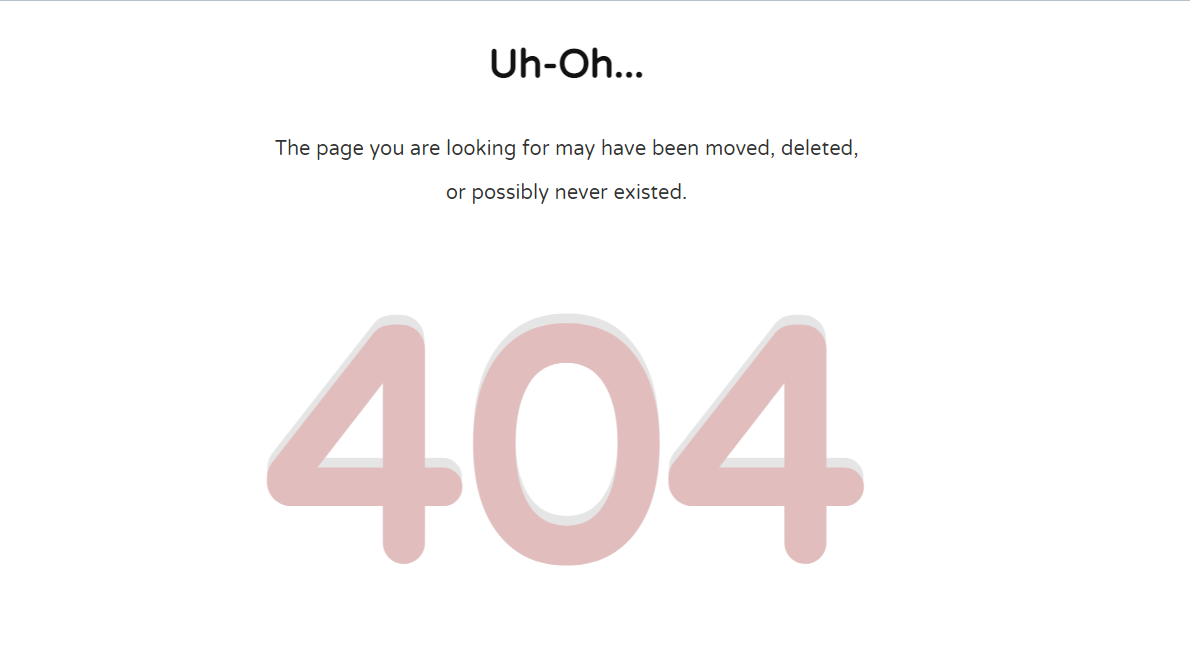 Uh-Oh...
The page you are looking for may have been moved, deleted,
or possibly never existed.
404